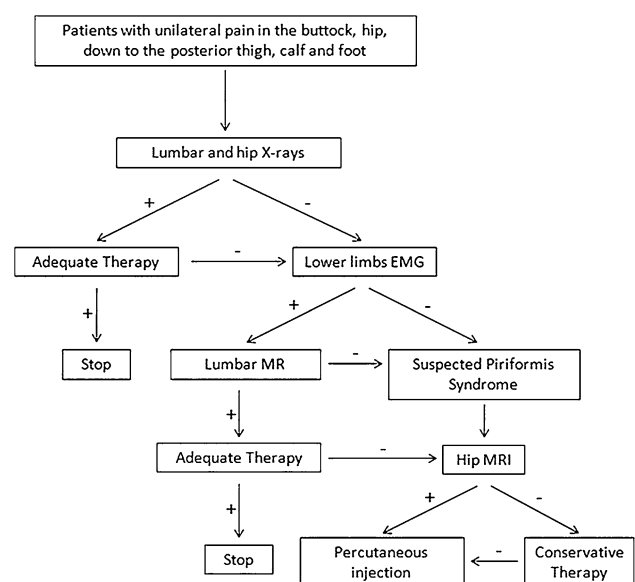 Patients with unilateral pain in the buttock, hip,
down to the posterior thigh, calf and foot
Lumbar and hip X-rays
+
-
Adequate Therapy
-
Lower limbs EMG
+
+
-
Stop
Lumbar MR
-
Suspected Piriformis
Syndrome
+
Adequate Therapy
-
Hip MRI
+
+
-
Stop
Percutaneous
injection
-
Conservative
Therapy